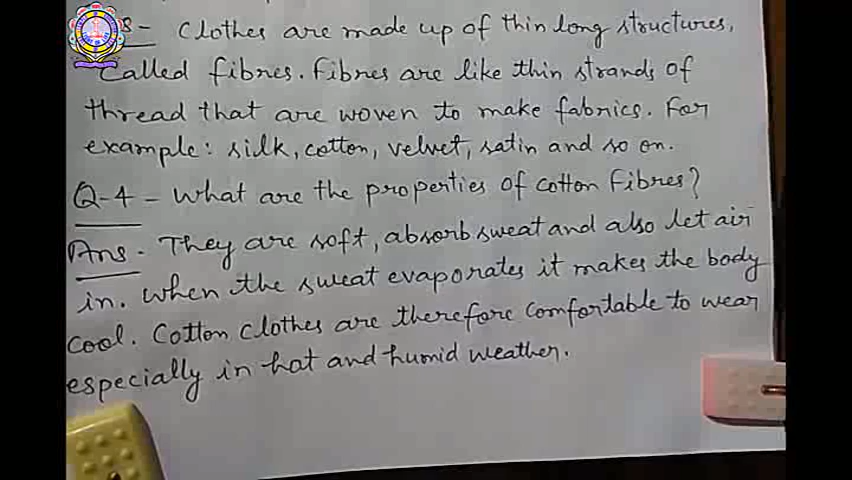 Ans - Clothes are made up of thin long structures,
called fibres. Fibres are like thin strands of
thread that are woven to make fabrics. For
example: silk, cotton, velvet, satin and so on.
Q-4 - What are the properties of cotton fibres?
Ans - They are soft, absorb sweat and also let air
in. When the sweat evaporates it makes the body
cool. Cotton clothes are therefore comfortable to wear
especially in hot and humid weather.